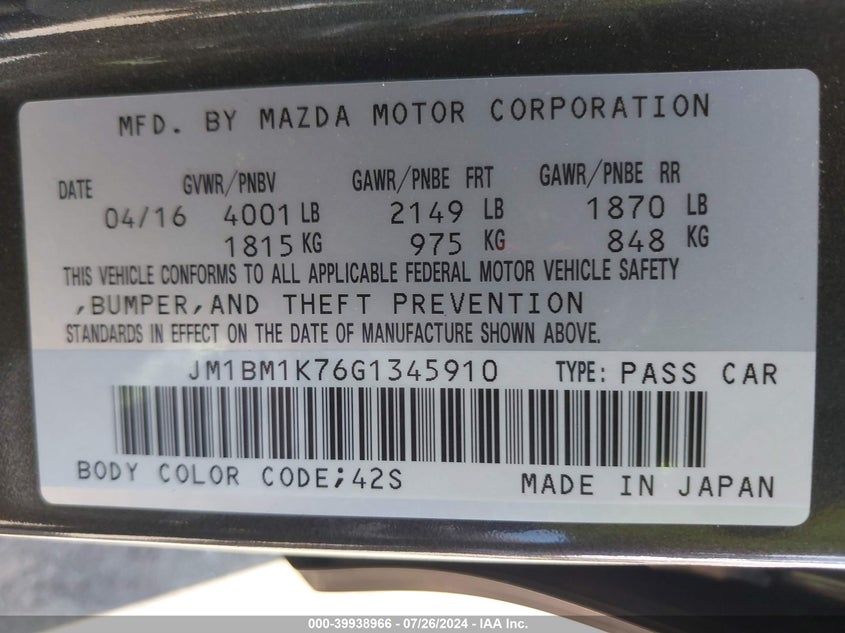 MFD. BY MAZDA MOTOR CORPORATION
DATE GVWR/PNBV GAWR/PNBE FRT GAWR/PNBE RR
04/16 4001 LB 2149 LB 1870 LB
1815 KG 975 KG 848 KG
THIS VEHICLE CONFORMS TO ALL APPLICABLE FEDERAL MOTOR VEHICLE SAFETY
,BUMPER,AND THEFT PREVENTION
STANDARDS IN EFFECT ON THE DATE OF MANUFACTURE SHOWN ABOVE.
JM1BM1K76G1345910 TYPE: PASS CAR
BODY COLOR CODE;42S MADE IN JAPAN
000-39938966 - 07/26/2024 - IAA Inc.